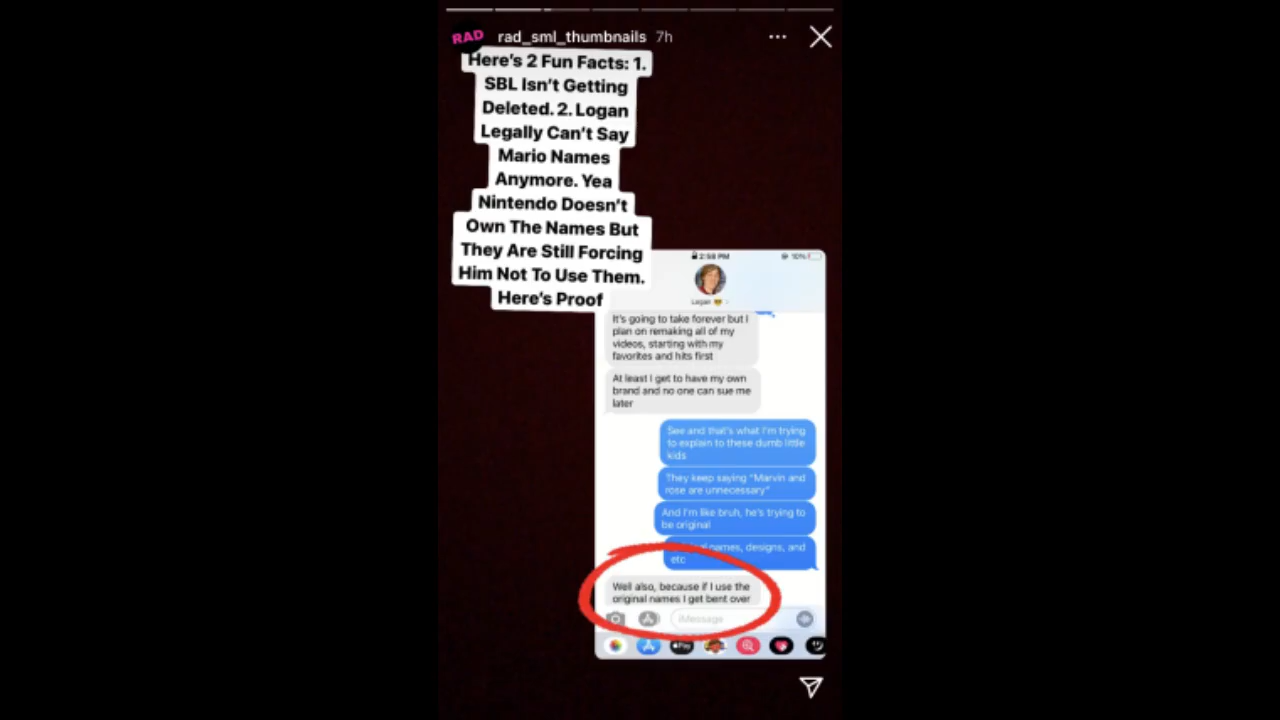 RAD rad_sml_thumbnails 7h
Here's 2 Fun Facts: 1.
SBL Isn't Getting
Deleted. 2. Logan
Legally Can't Say
Mario Names
Anymore. Yea
Nintendo Doesn't
Own The Names But
They Are Still Forcing
Him Not To Use Them.
Here's Proof
2:58 PM 10%
Logan
It's going to take forever but I
plan on remaking all of my
videos, starting with my
favorites and hits first
At least I get to have my own
brand and no one can sue me
later
See and that's what I'm trying
to explain to these dumb little
kids
They keep saying "Marvin and
rose are unnecessary"
And I'm like bruh, he's trying to
be original
names, designs, and
etc
Well also, because if I use the
original names I get bent over
iMessage
Pay